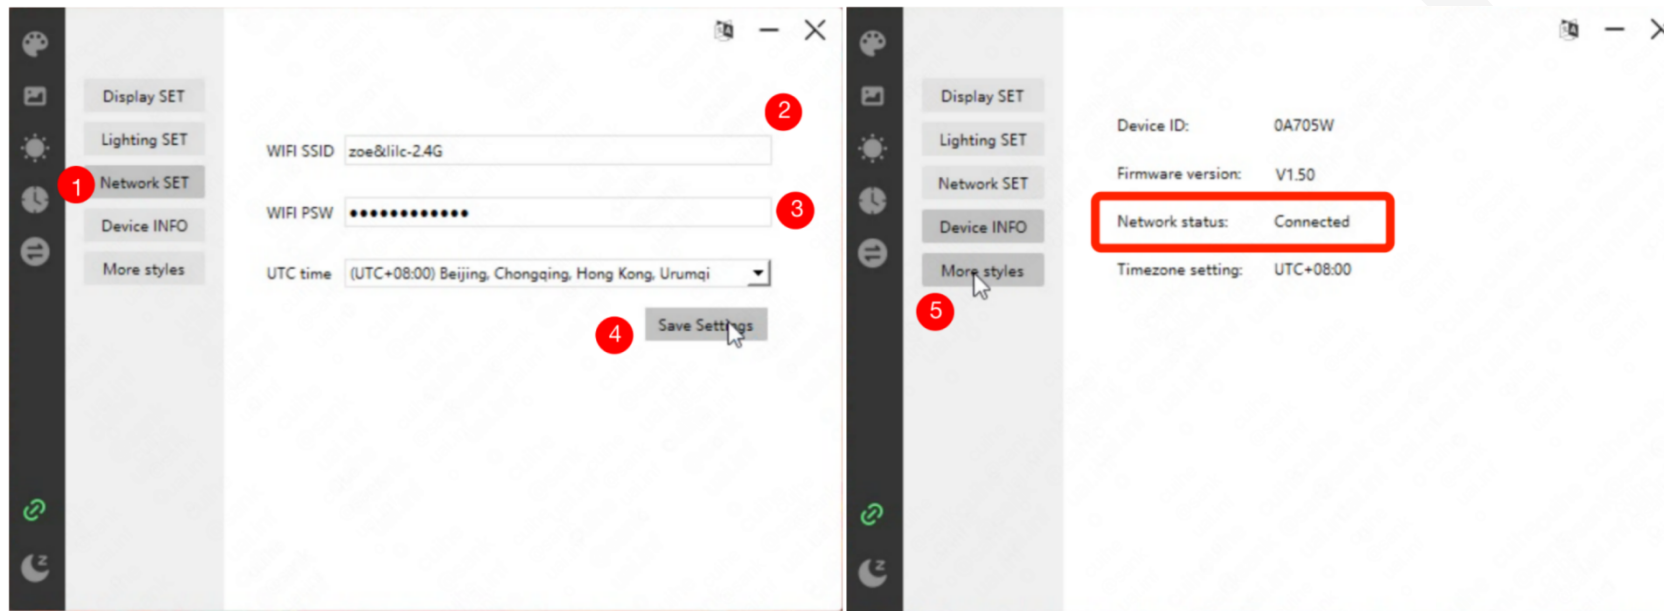 Display SET
Lighting SET
1
Network SET
Device INFO
More styles
2
WIFI SSID zoe&lilc-2.4G
WIFI PSW ●●●●●●●●●●●● 3
UTC time (UTC+08:00) Beijing, Chongqing, Hong Kong, Urumqi
4 Save Settings
Display SET
Lighting SET
Network SET
Device INFO
More styles
5
Device ID: 0A705W
Firmware version: V1.50
Network status: Connected
Timezone setting: UTC+08:00